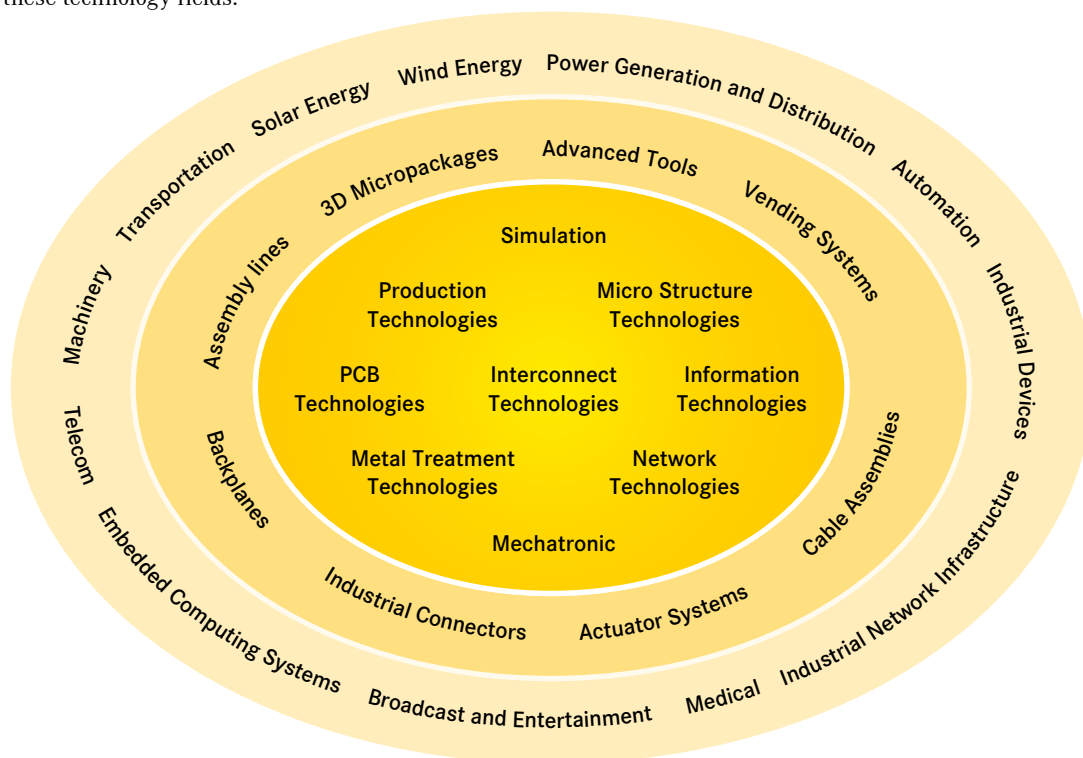 these technology fields.
Wind Energy
Power Generation and Distribution
Solar Energy
Automation
Transportation
Industrial Devices
Machinery
Telecom
Industrial Network Infrastructure
Embedded Computing Systems
Medical
Broadcast and Entertainment
3D Micropackages
Advanced Tools
Vending Systems
Assembly lines
Backplanes
Cable Assemblies
Industrial Connectors
Actuator Systems
Simulation
Production
Technologies
Micro Structure
Technologies
PCB
Technologies
Interconnect
Technologies
Information
Technologies
Metal Treatment
Technologies
Network
Technologies
Mechatronic